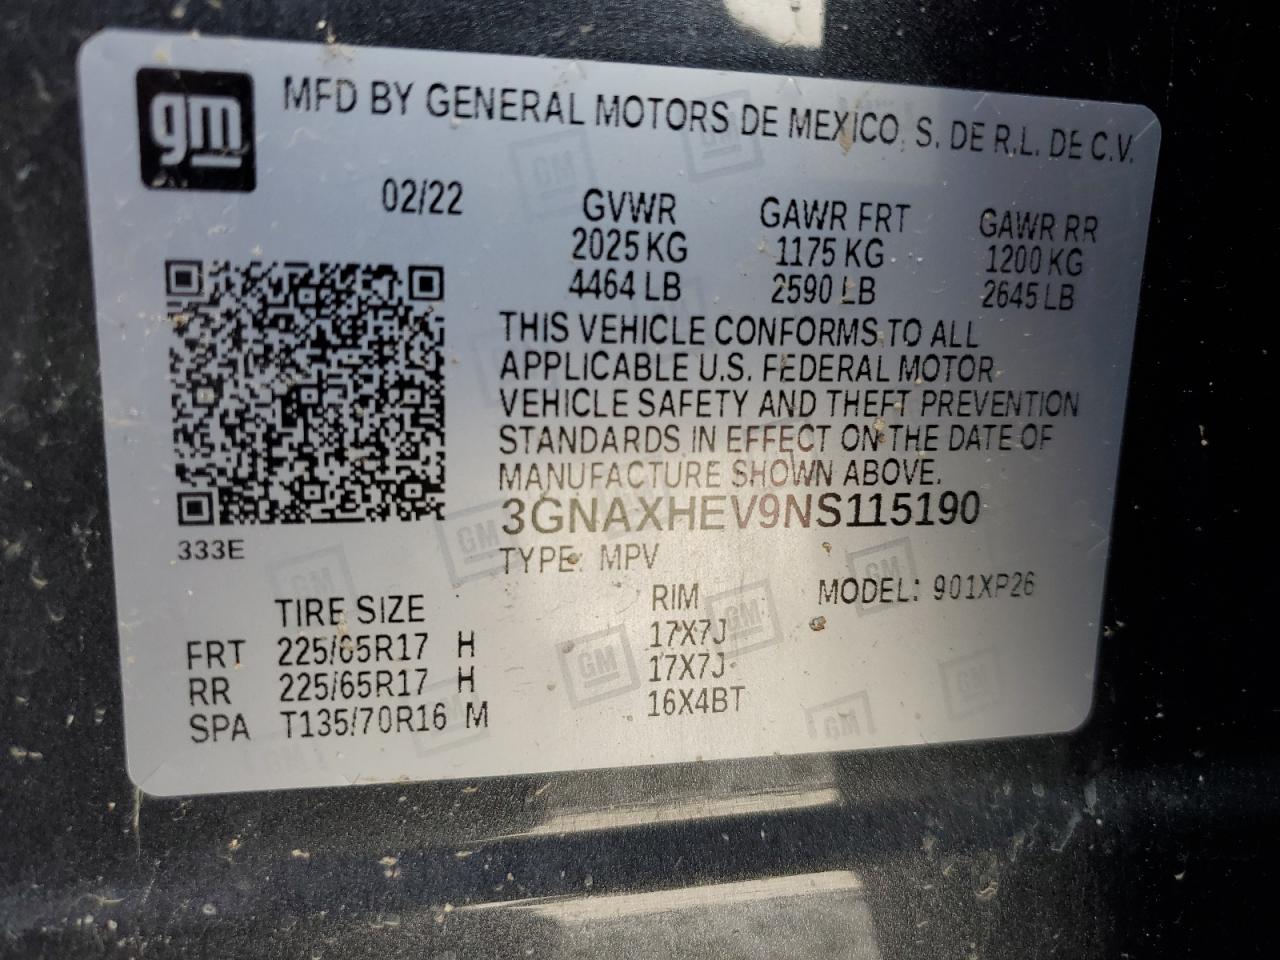 gm
MFD BY GENERAL MOTORS DE MEXICO, S. DE R.L. DE C.V.
02/22
GVWR GAWR FRT GAWR RR
2025 KG 1175 KG 1200 KG
4464 LB 2590 LB 2645 LB
THIS VEHICLE CONFORMS TO ALL
APPLICABLE U.S. FEDERAL MOTOR
VEHICLE SAFETY AND THEFT PREVENTION
STANDARDS IN EFFECT ON THE DATE OF
MANUFACTURE SHOWN ABOVE.
3GNAXHEV9NS115190
333E
TYPE: MPV
MODEL: 901XP26
TIRE SIZE RIM
FRT 225/65R17 H 17X7J
RR 225/65R17 H 17X7J
SPA T135/70R16 M 16X4BT